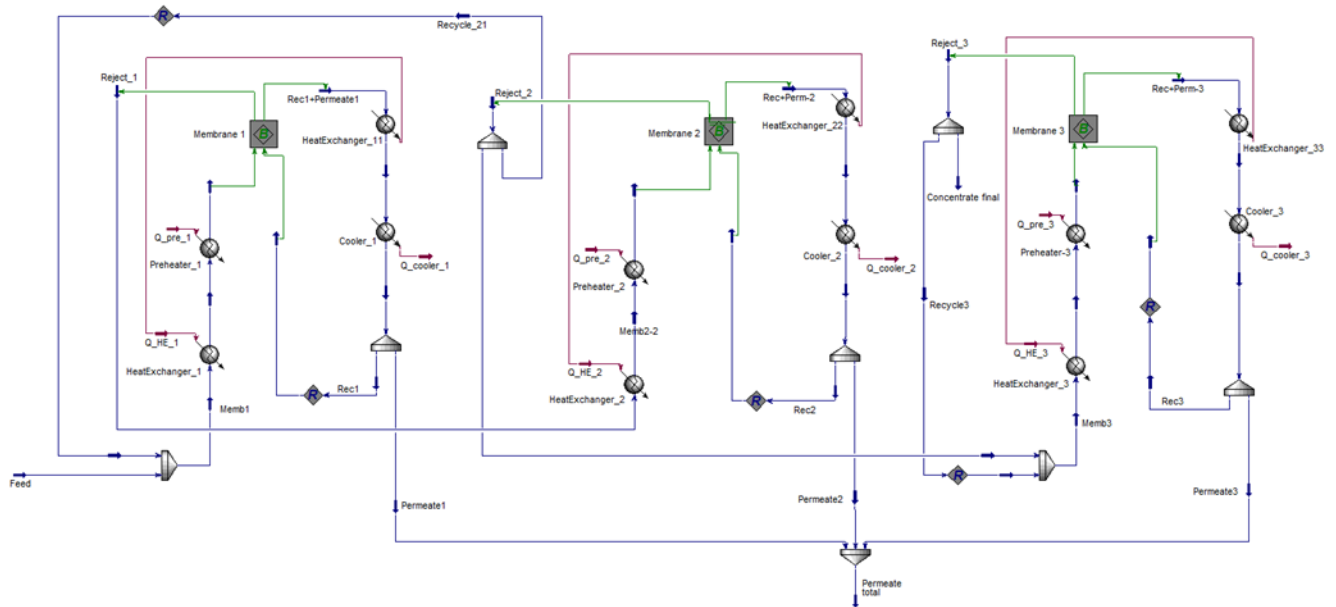 R
Recycle_21
Reject_1
Rec1+Permeate1
Membrane 1
B
HeatExchanger_11
Q_pre_1
Preheater_1
Cooler_1
Q_cooler_1
Q_HE_1
HeatExchanger_1
Memb1
R
Rec1
Feed
Permeate1
Reject_2
Rec+Perm-2
Membrane 2
B
HeatExchanger_22
Q_pre_2
Preheater_2
Cooler_2
Q_cooler_2
Memb2-2
Q_HE_2
HeatExchanger_2
R
Rec2
Permeate2
Reject_3
Rec+Perm-3
Membrane 3
B
HeatExchanger_33
Concentrate final
Q_pre_3
Preheater-3
Cooler_3
Q_cooler_3
Recycle3
R
Q_HE_3
HeatExchanger_3
Rec3
Memb3
R
Permeate3
Permeate
total